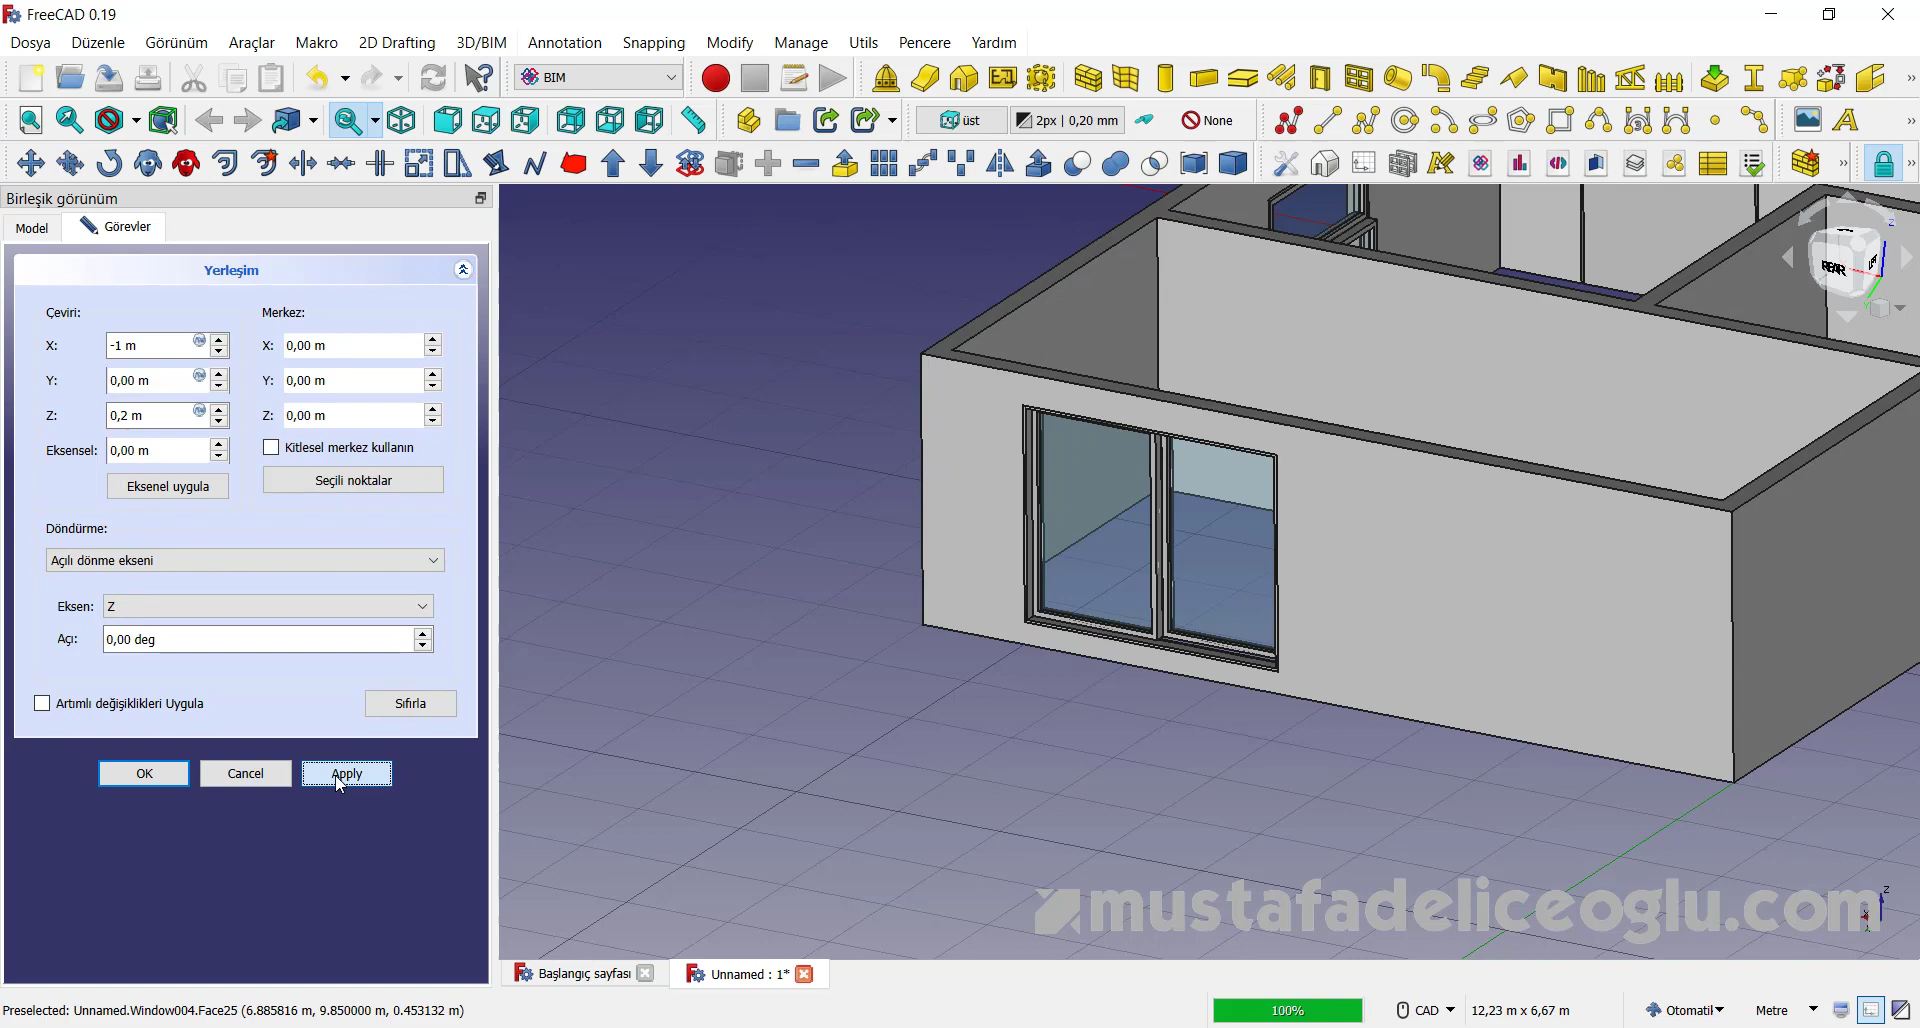 FreeCAD 0.19
Dosya Düzenle Görünüm Araçlar Makro 2D Drafting 3D/BIM Annotation Snapping Modify Manage Utils Pencere Yardım
BIM
üst
2px | 0,20 mm
None
Birleşik görünüm
Model
Görevler
Yerleşim
Çeviri:
Merkez:
X: -1 m
X: 0,00 m
Y: 0,00 m
Y: 0,00 m
Z: 0,2 m
Z: 0,00 m
Eksensel: 0,00 m
Kitlesel merkez kullanın
Eksenel uygula
Seçili noktalar
Döndürme:
Açılı dönme ekseni
Eksen: Z
Açı: 0,00 deg
Artımlı değişiklikleri Uygula
Sıfırla
OK
Cancel
Apply
REAR
Z
Y
mustafadeliceoglu.com
Z
Başlangıç sayfası
Unnamed : 1*
Preselected: Unnamed.Window004.Face25 (6.885816 m, 9.850000 m, 0.453132 m)
100%
CAD
12,23 m x 6,67 m
Otomatil
Metre